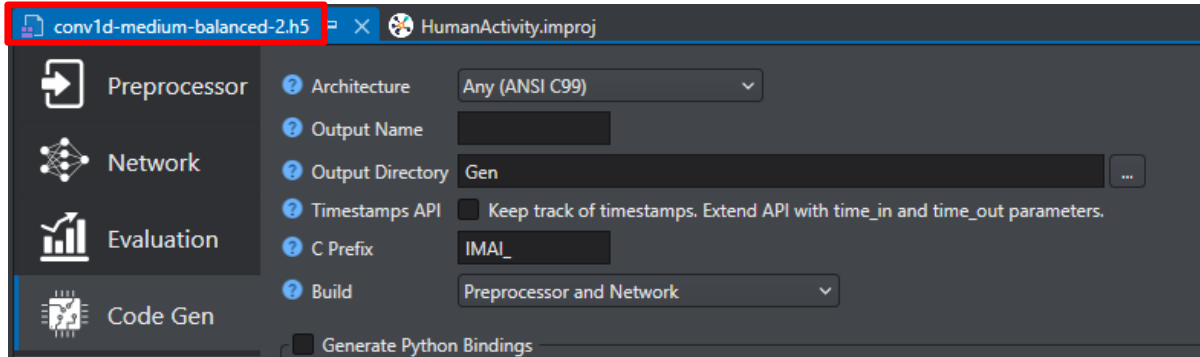 conv1d-medium-balanced-2.h5 HumanActivity.improj
Preprocessor
Network
Evaluation
Code Gen
Architecture Any (ANSI C99)
Output Name
Output Directory Gen ...
Timestamps API Keep track of timestamps. Extend API with time_in and time_out parameters.
C Prefix IMAI_
Build Preprocessor and Network
Generate Python Bindings